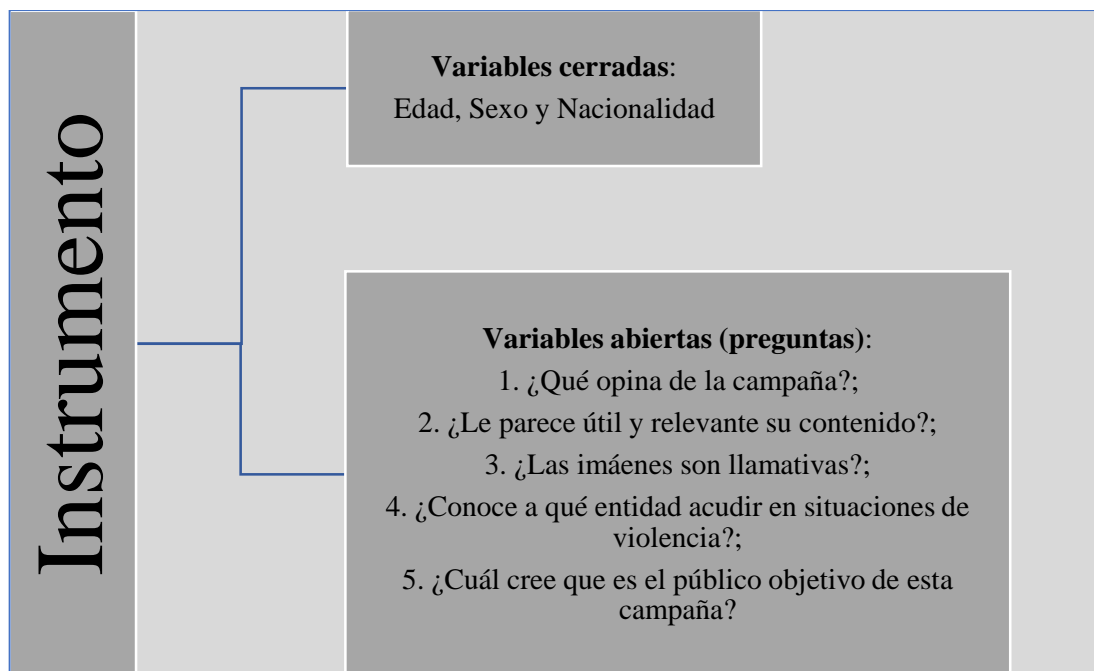 Instrumento
Variables cerradas:
Edad, Sexo y Nacionalidad
Variables abiertas (preguntas):
1. ¿Qué opina de la campaña?;
2. ¿Le parece útil y relevante su contenido?;
3. ¿Las imáenes son llamativas?;
4. ¿Conoce a qué entidad acudir en situaciones de
violencia?;
5. ¿Cuál cree que es el público objetivo de esta
campaña?